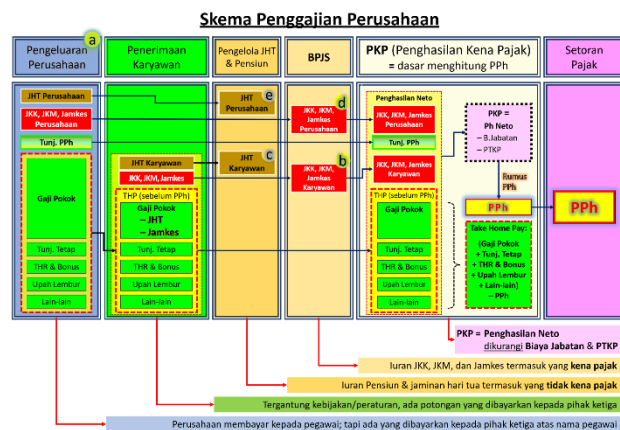 Skema Penggajian Perusahaan
a
Pengeluaran
Perusahaan
Penerimaan
Karyawan
Pengelola JHT
& Pensiun
BPJS
PKP (Penghasilan Kena Pajak)
= dasar menghitung PPh
Setoran
Pajak
JHT Perusahaan
JKK, JKM, Jamkes
Perusahaan
Tunj. PPh
Gaji Pokok
Tunj. Tetap
THR & Bonus
Upah Lembur
Lain-lain
JHT Karyawan
JKK, JKM, Jamkes
THP (sebelum PPh)
Gaji Pokok
– JHT
– Jamkes
Tunj. Tetap
THR & Bonus
Upah Lembur
Lain-lain
e
JHT
Perusahaan
c
JHT
Karyawan
d
JKK, JKM,
Jamkes
Perusahaan
b
JKK, JKM,
Jamkes
Karyawan
Penghasilan Neto
JKK, JKM, Jamkes
Perusahaan
Tunj. PPh
JKK, JKM, Jamkes
Karyawan
THP (sebelum PPh)
Gaji Pokok
Tunj. Tetap
THR & Bonus
Upah Lembur
Lain-lain
PKP =
Ph Neto
– B.Jabatan
– PTKP
Rumus
PPh
PPh
Take Home Pay:
(Gaji Pokok
+ Tunj. Tetap
+ THR & Bonus
+ Upah Lembur
+ Lain-lain]
– PPh
PPh
PKP = Penghasilan Neto
dikurangi Biaya Jabatan & PTKP
Iuran JKK, JKM, dan Jamkes termasuk yang kena pajak
Iuran Pensiun & jaminan hari tua termasuk yang tidak kena pajak
Tergantung kebijakan/peraturan, ada potongan yang dibayarkan kepada pihak ketiga
Perusahaan membayar kepada pegawai; tapi ada yang dibayarkan kepada pihak ketiga atas nama pegawai